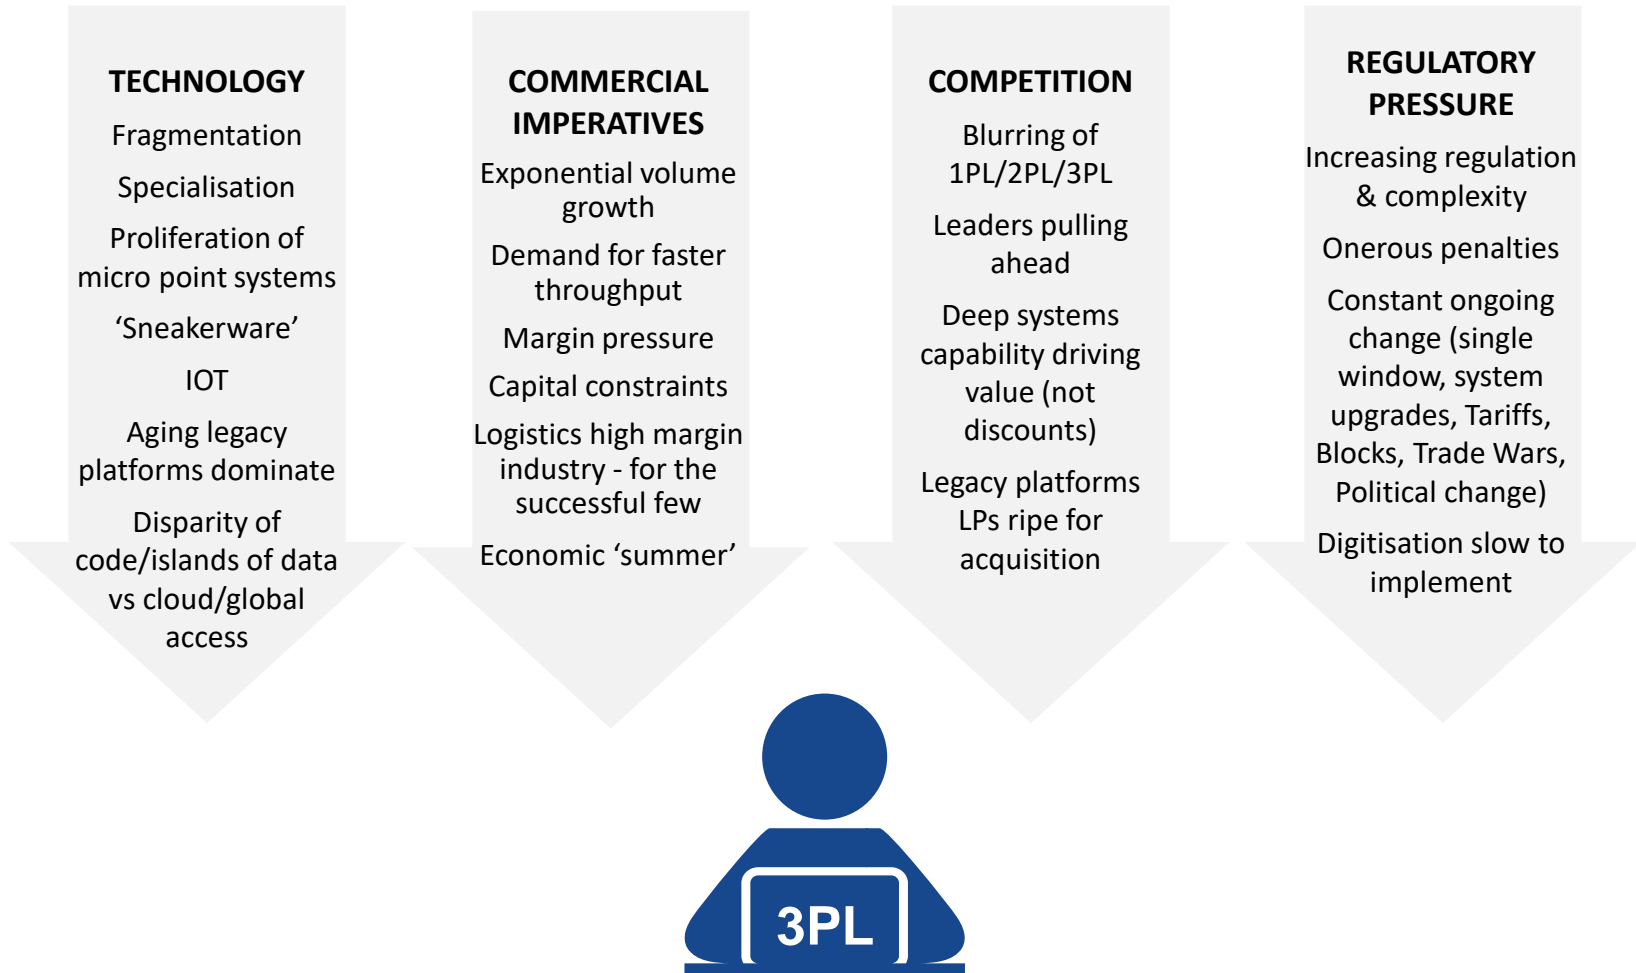 TECHNOLOGY
Fragmentation
Specialisation
Proliferation of
micro point systems
‘Sneakerware’
IOT
Aging legacy
platforms dominate
Disparity of
code/islands of data
vs cloud/global
access
COMMERCIAL
IMPERATIVES
Exponential volume
growth
Demand for faster
throughput
Margin pressure
Capital constraints
Logistics high margin
industry - for the
successful few
Economic ‘summer’
COMPETITION
Blurring of
1PL/2PL/3PL
Leaders pulling
ahead
Deep systems
capability driving
value (not
discounts)
Legacy platforms
LPs ripe for
acquisition
REGULATORY
PRESSURE
Increasing regulation
& complexity
Onerous penalties
Constant ongoing
change (single
window, system
upgrades, Tariffs,
Blocks, Trade Wars,
Political change)
Digitisation slow to
implement
3PL